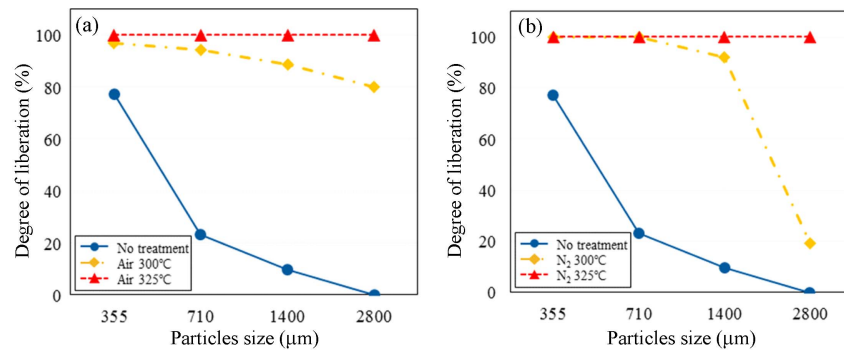 (a)
Degree of liberation (%)
100
80
60
40
20
0
No treatment
Air 300℃
Air 325℃
355 710 1400 2800
Particles size (μm)
(b)
Degree of liberation (%)
100
80
60
40
20
0
No treatment
N₂ 300℃
N₂ 325℃
355 710 1400 2800
Particles size (μm)